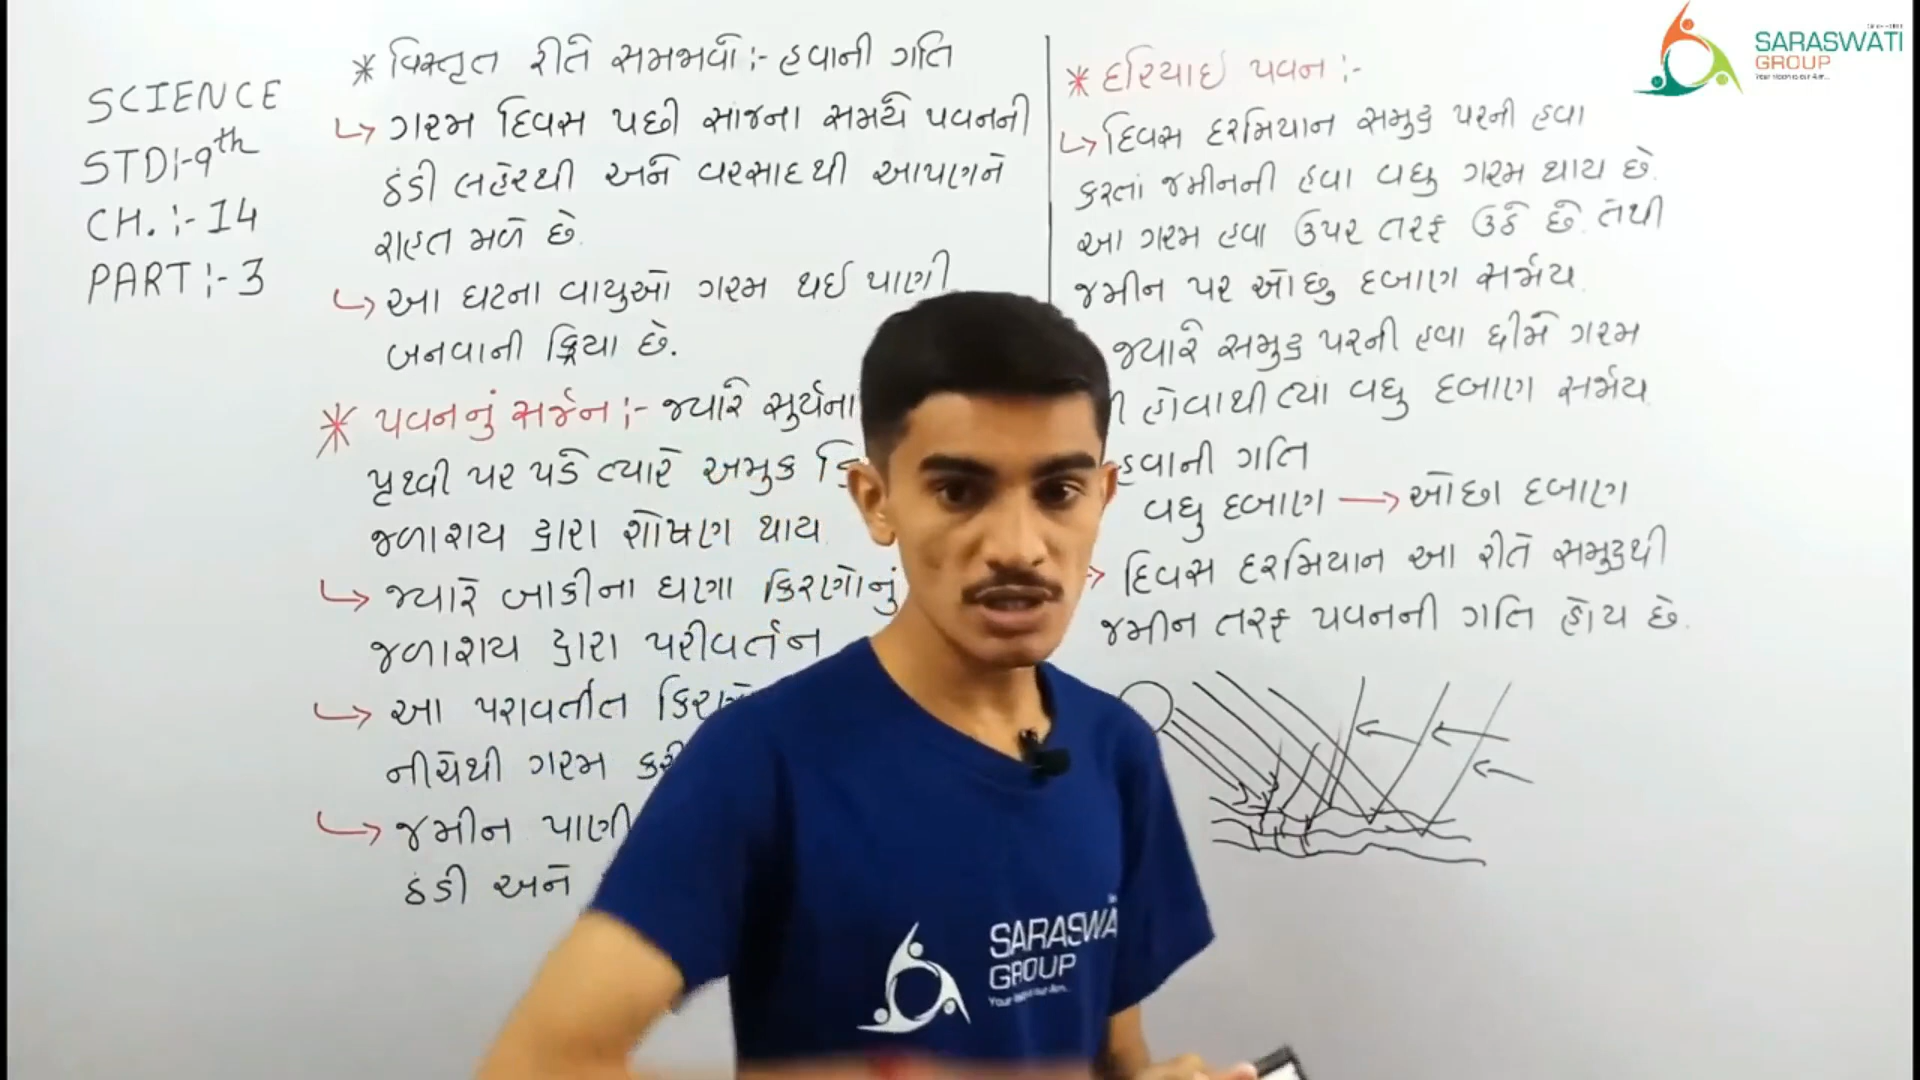 SCIENCE
STD:-9th
CH. :- 14
PART :- 3
* વિસ્તૃત રીતે સમજાવો :- હવાની ગતિ
↳ ગરમ દિવસ પછી સાંજના સમયે પવનની
ઠંડી લહેરથી અને વરસાદથી આપણને
રાહત મળે છે.
↳ આ ઘટના વાયુઓ ગરમ થઈ પાણી
બનવાની ક્રિયા છે.
* પવનનું સર્જન :- જ્યારે સુર્યના
પૃથ્વી પર પડે ત્યારે અમુક કિ
જળાશય દ્વારા શોષણ થાય
↳ જ્યારે બાકીના ઘણા કિરણોનું
જળાશય દ્વારા પરીવર્તન
↳ આ પરાવર્તીત કિરણો
નીચેથી ગરમ કરી
↳ જમીન પાણી
ઠંડી અને
* દરિયાઈ પવન :-
↳ દિવસ દરમિયાન સમુદ્ર પરની હવા
કરતાં જમીનની હવા વધુ ગરમ થાય છે.
આ ગરમ હવા ઉપર તરફ ઉઠે છે. તેથી
જમીન પર ઓછુ દબાણ સર્જાય.
જ્યારે સમુદ્ર પરની હવા ધીમે ગરમ
હોવાથી ત્યાં વધુ દબાણ સર્જાય
હવાની ગતિ
વધુ દબાણ → ઓછા દબાણ
→ દિવસ દરમિયાન આ રીતે સમુદ્રથી
જમીન તરફ પવનની ગતિ હોય છે.
SARASWATI
GROUP
SARASWA
GROUP